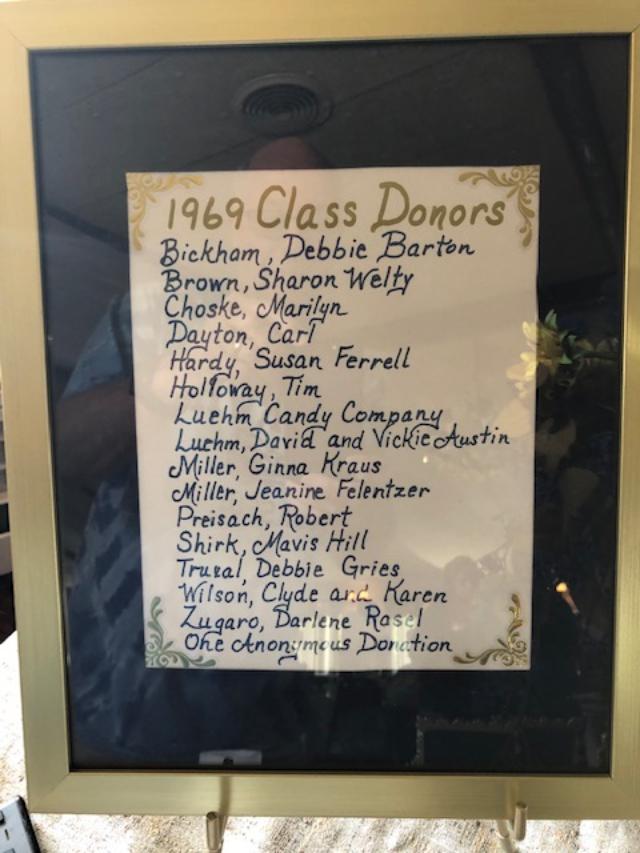 1969 Class Donors
Bickham, Debbie Barton
Brown, Sharon Welty
Choske, Marilyn
Dayton, Carl
Hardy, Susan Ferrell
Holloway, Tim
Luehm Candy Company
Luehm, David and Vickie Austin
Miller, Ginna Kraus
Miller, Jeanine Felentzer
Preisach, Robert
Shirk, Mavis Hill
Truxal, Debbie Gries
Wilson, Clyde and Karen
Zugaro, Darlene Rasel
One Anonymous Donation